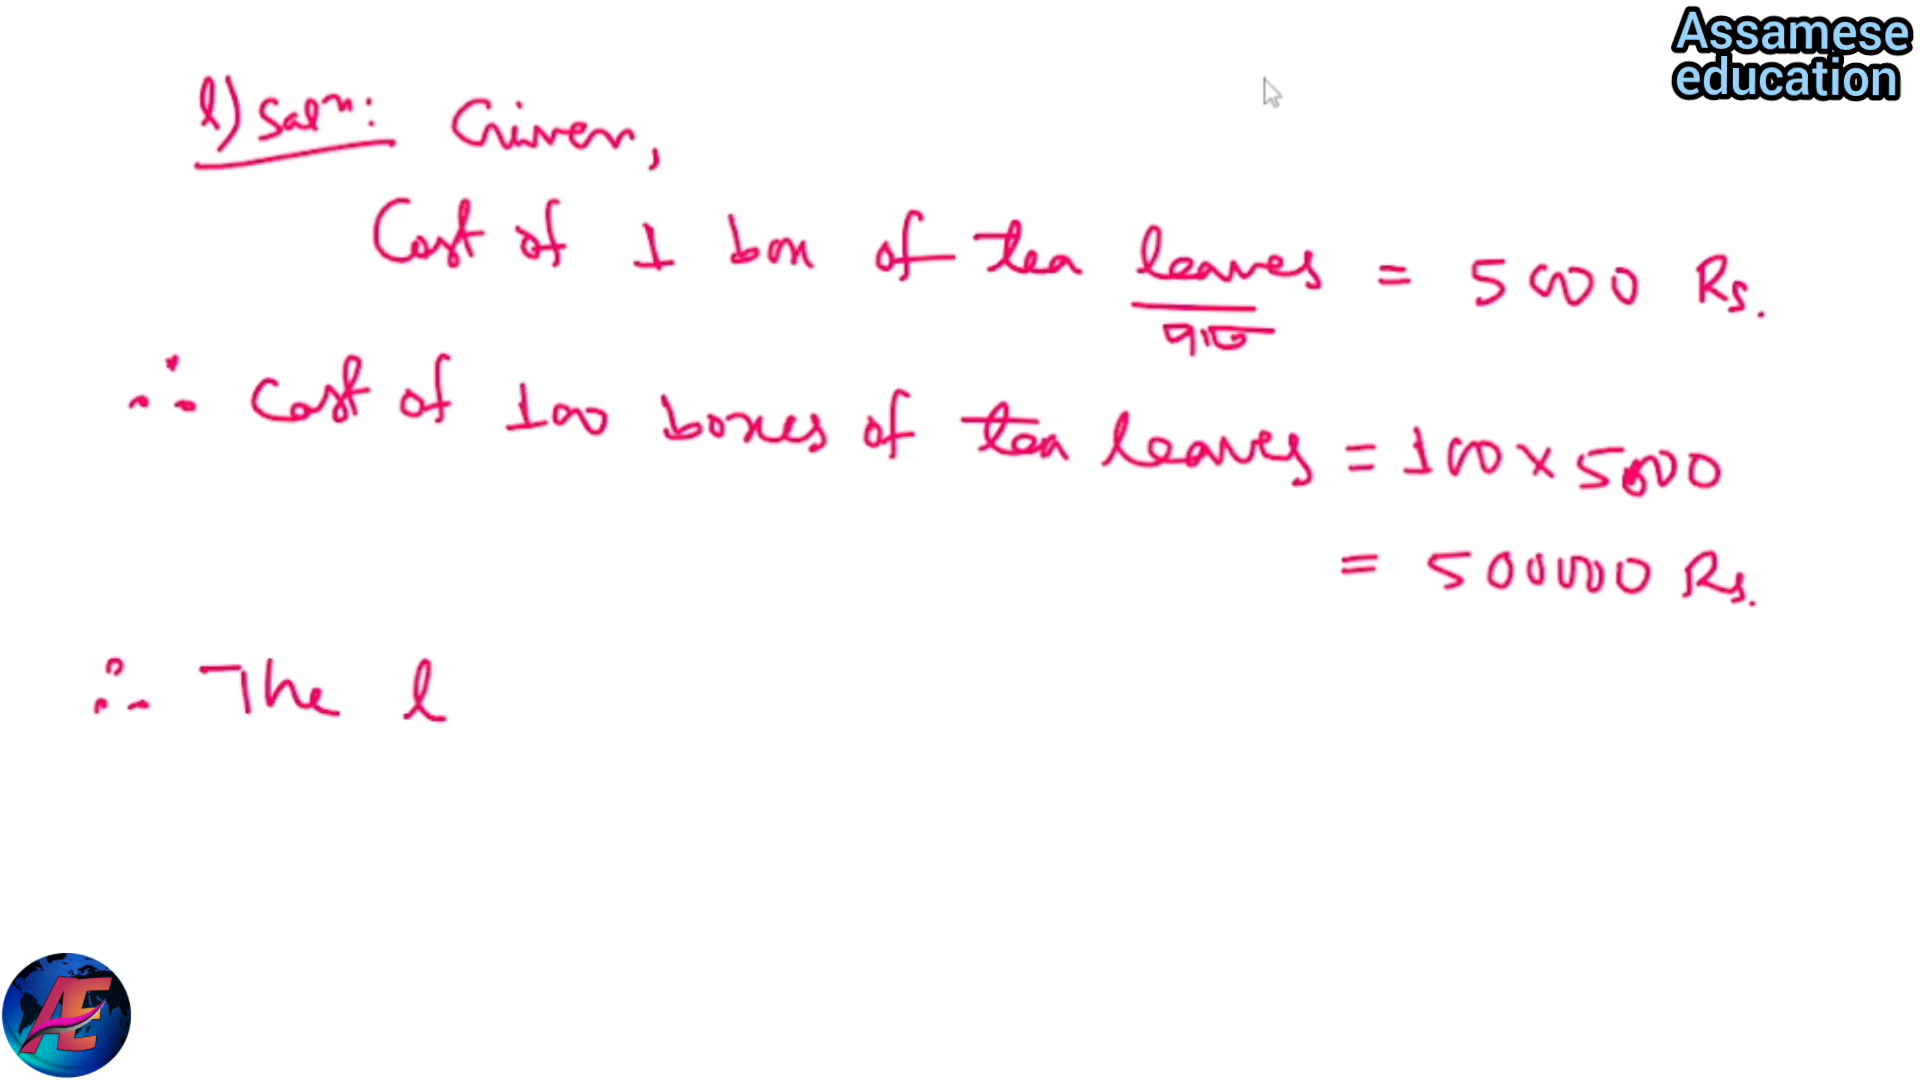 Assamese
education
l) Solⁿ: Given,
Cost of 1 box of tea leaves = 5000 Rs.
পাত
∴ Cost of 100 boxes of tea leaves = 100 × 5000
= 500000 Rs.
∴ The l
AE